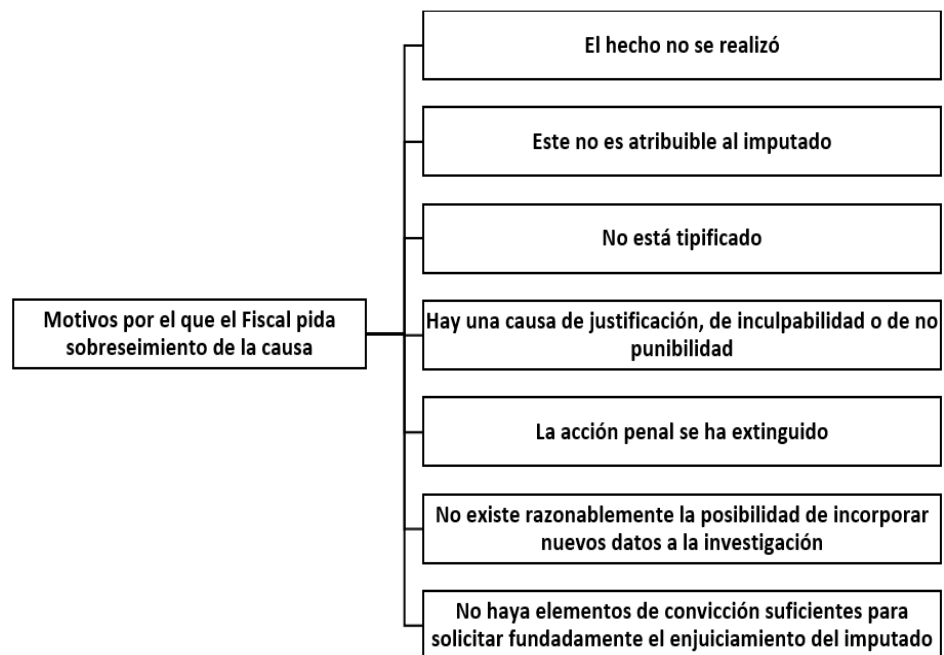 El hecho no se realizó
Este no es atribuible al imputado
No está tipificado
Motivos por el que el Fiscal pida
sobreseimiento de la causa
Hay una causa de justificación, de inculpabilidad o de no
punibilidad
La acción penal se ha extinguido
No existe razonablemente la posibilidad de incorporar
nuevos datos a la investigación
No haya elementos de convicción suficientes para
solicitar fundadamente el enjuiciamiento del imputado